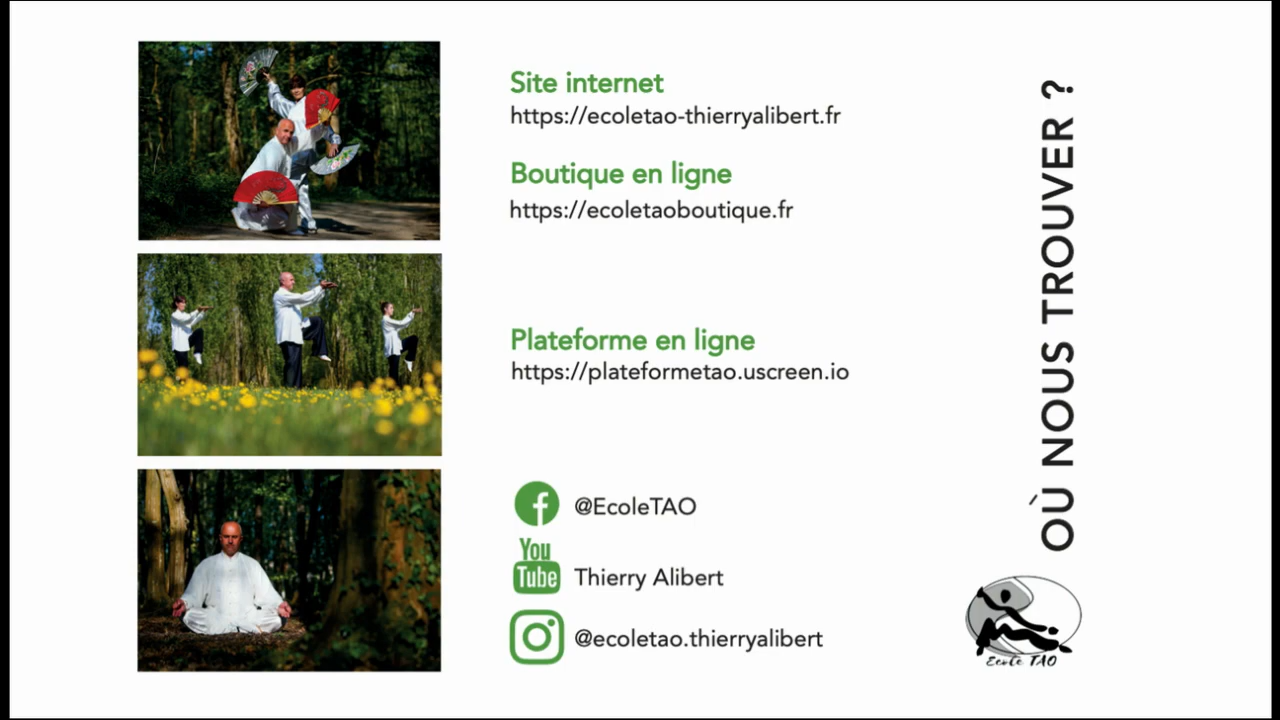 Site internet
https://ecoletao-thierryalibert.fr
Boutique en ligne
https://ecoletaoboutique.fr
Plateforme en ligne
https://plateformetao.uscreen.io
@EcoleTAO
You
Tube
Thierry Alibert
@ecoletao.thierryalibert
OÙ NOUS TROUVER ?
Ecole TAO